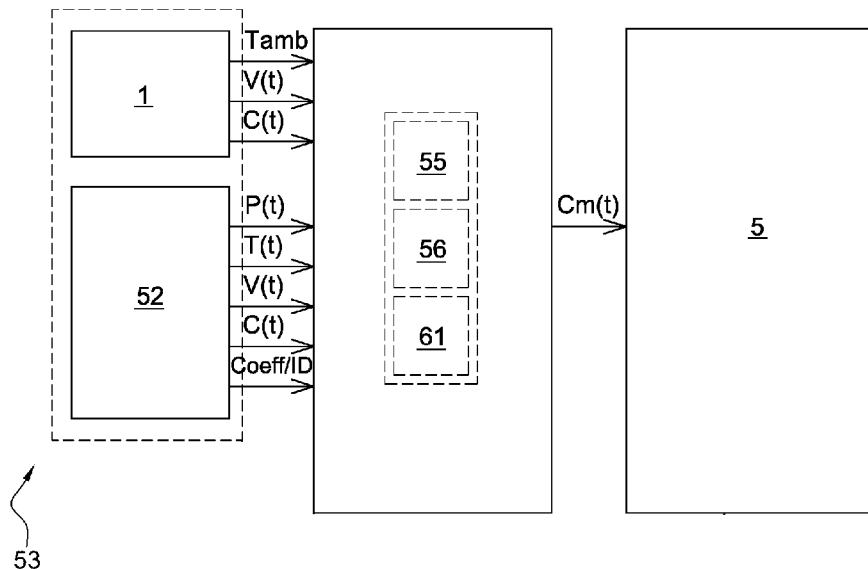 Tamb
V(t)
C(t)
1
P(t)
T(t)
V(t)
C(t)
Coeff/ID
52
55
56
61
Cm(t)
5
53